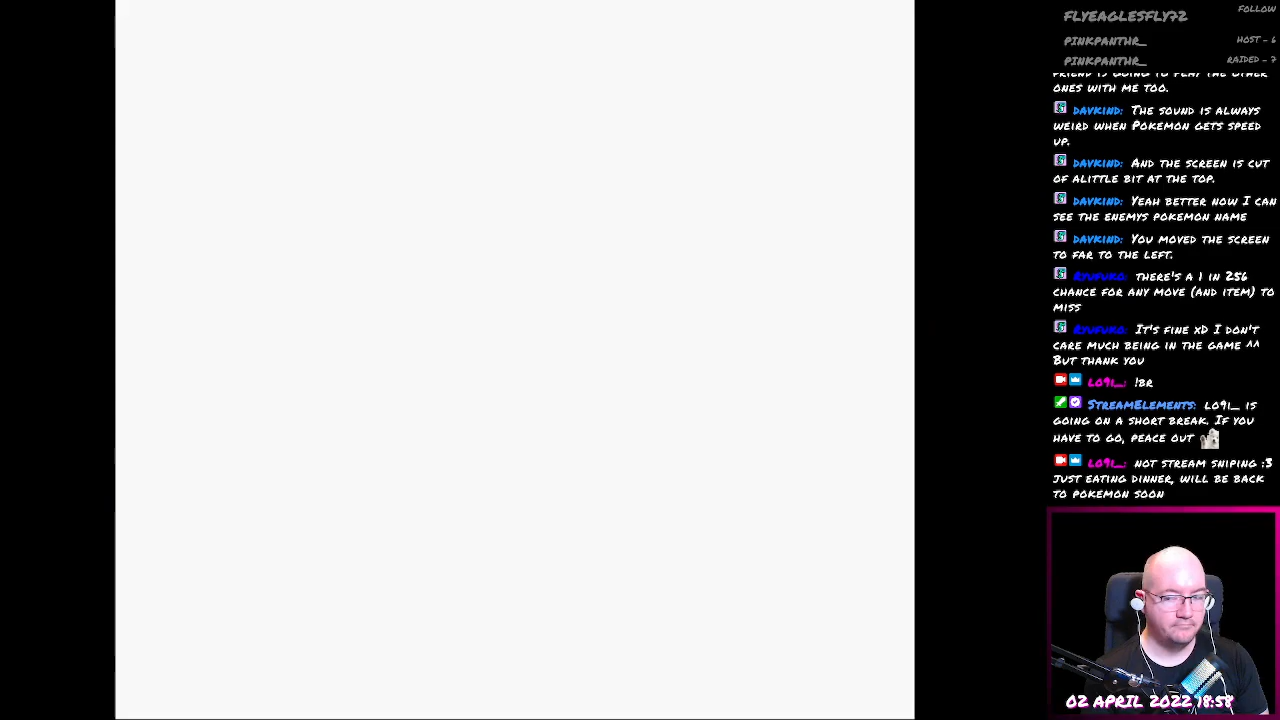 FLYEAGLESFLY72 FOLLOW
PINKPANTHR_ HOST - 6
PINKPANTHR_ RAIDED - 7
FRIEND IS GOING TO PLAY THE OTHER
ONES WITH ME TOO.
DAVKIND: THE SOUND IS ALWAYS
WEIRD WHEN POKEMON GETS SPEED
UP.
DAVKIND: AND THE SCREEN IS CUT
OF ALITTLE BIT AT THE TOP.
DAVKIND: YEAH BETTER NOW I CAN
SEE THE ENEMYS POKEMON NAME
DAVKIND: YOU MOVED THE SCREEN
TO FAR TO THE LEFT.
RYUFUKO: THERE'S A 1 IN 256
CHANCE FOR ANY MOVE (AND ITEM) TO
MISS
RYUFUKO: IT'S FINE XD I DON'T
CARE MUCH BEING IN THE GAME ^^
BUT THANK YOU
LO9I_: !BR
STREAMELEMENTS: LO9I_ IS
GOING ON A SHORT BREAK. IF YOU
HAVE TO GO, PEACE OUT
LO9I_: NOT STREAM SNIPING :3
JUST EATING DINNER, WILL BE BACK
TO POKEMON SOON
02 APRIL 2022 18:58